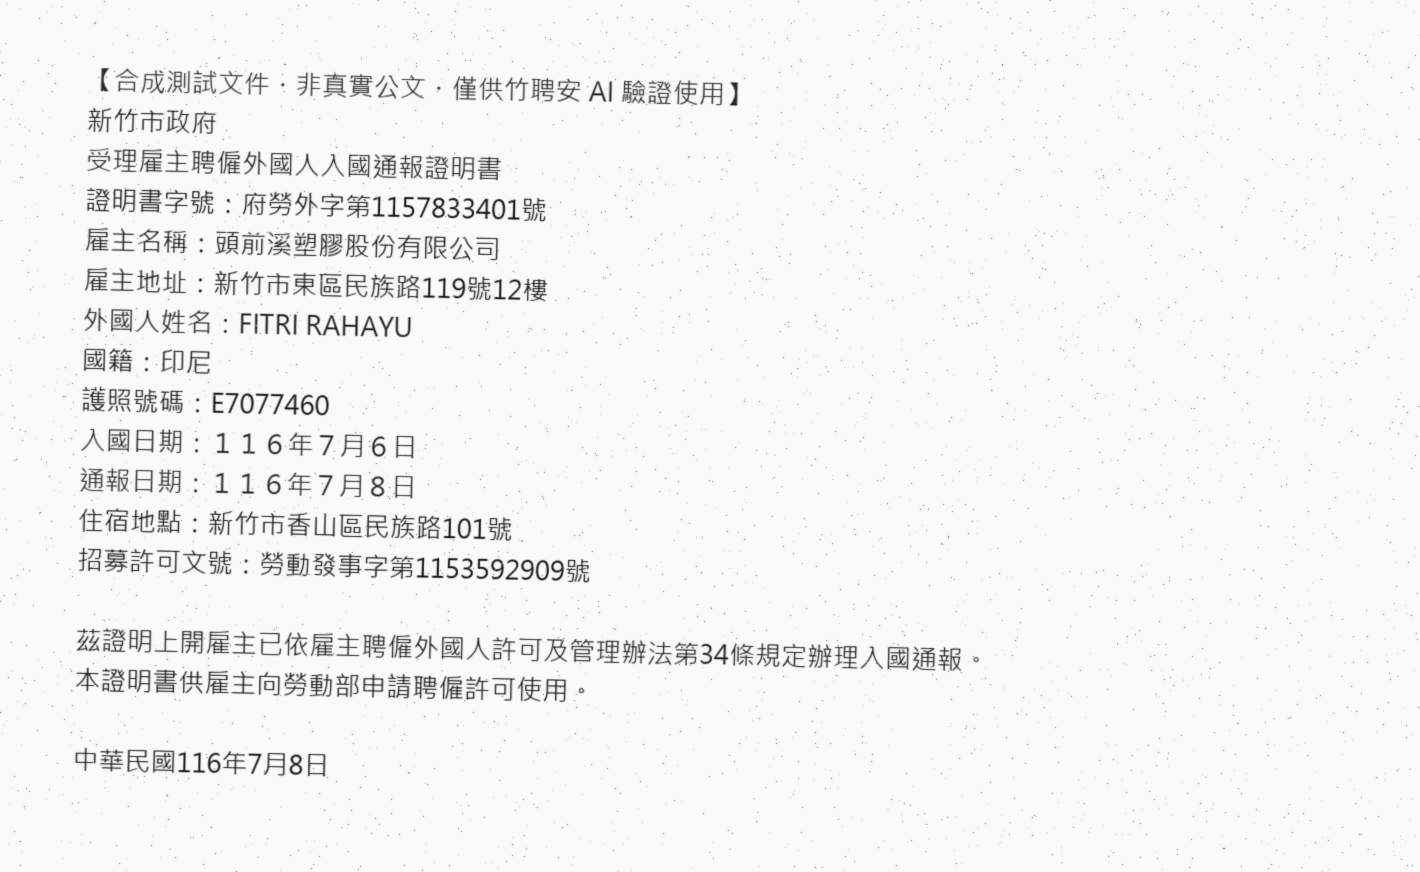 【合成測試文件．非真實公文．僅供竹聘安 AI 驗證使用】
新竹市政府
受理雇主聘僱外國人入國通報證明書
證明書字號：府勞外字第1157833401號
雇主名稱：頭前溪塑膠股份有限公司
雇主地址：新竹市東區民族路119號12樓
外國人姓名：FITRI RAHAYU
國籍：印尼
護照號碼：E7077460
入國日期：１１６年７月６日
通報日期：１１６年７月８日
住宿地點：新竹市香山區民族路101號
招募許可文號：勞動發事字第1153592909號
茲證明上開雇主已依雇主聘僱外國人許可及管理辦法第34條規定辦理入國通報。
本證明書供雇主向勞動部申請聘僱許可使用。
中華民國116年7月8日